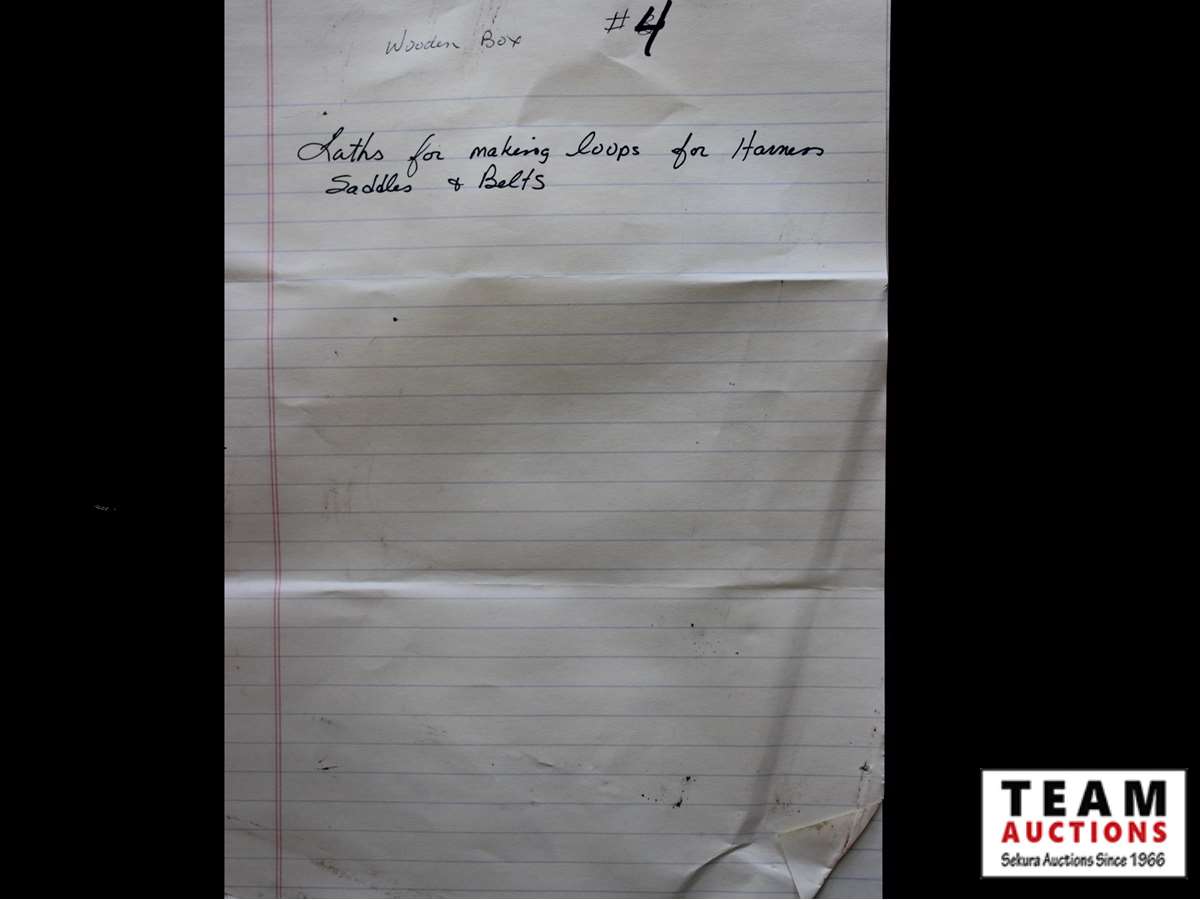 Wooden Box #4
Laths for making loops for Harness
Saddles & Belts
TEAM
AUCTIONS
Sekura Auctions Since 1966